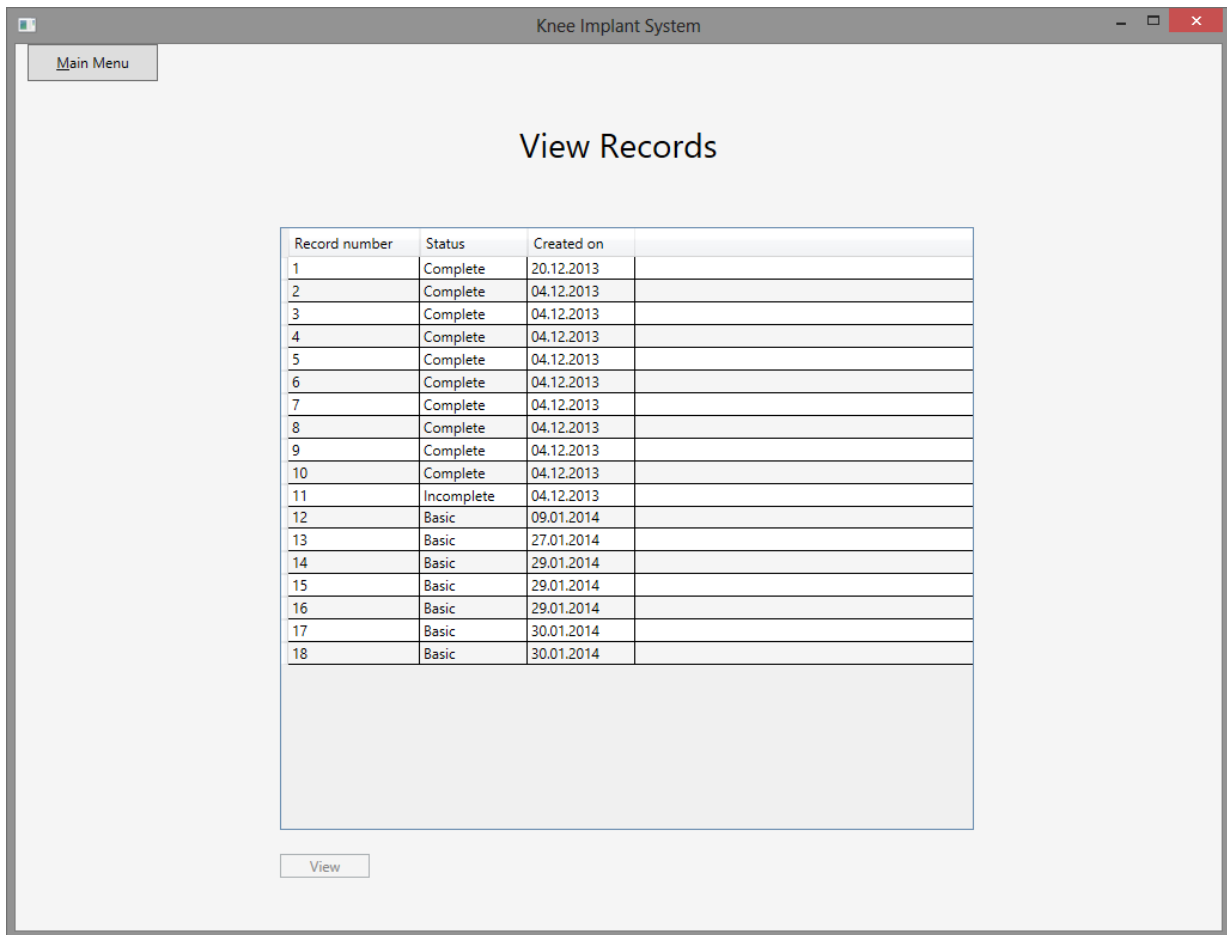 Knee Implant System
Main Menu
View Records
Record number Status Created on
1 Complete 20.12.2013
2 Complete 04.12.2013
3 Complete 04.12.2013
4 Complete 04.12.2013
5 Complete 04.12.2013
6 Complete 04.12.2013
7 Complete 04.12.2013
8 Complete 04.12.2013
9 Complete 04.12.2013
10 Complete 04.12.2013
11 Incomplete 04.12.2013
12 Basic 09.01.2014
13 Basic 27.01.2014
14 Basic 29.01.2014
15 Basic 29.01.2014
16 Basic 29.01.2014
17 Basic 30.01.2014
18 Basic 30.01.2014
View